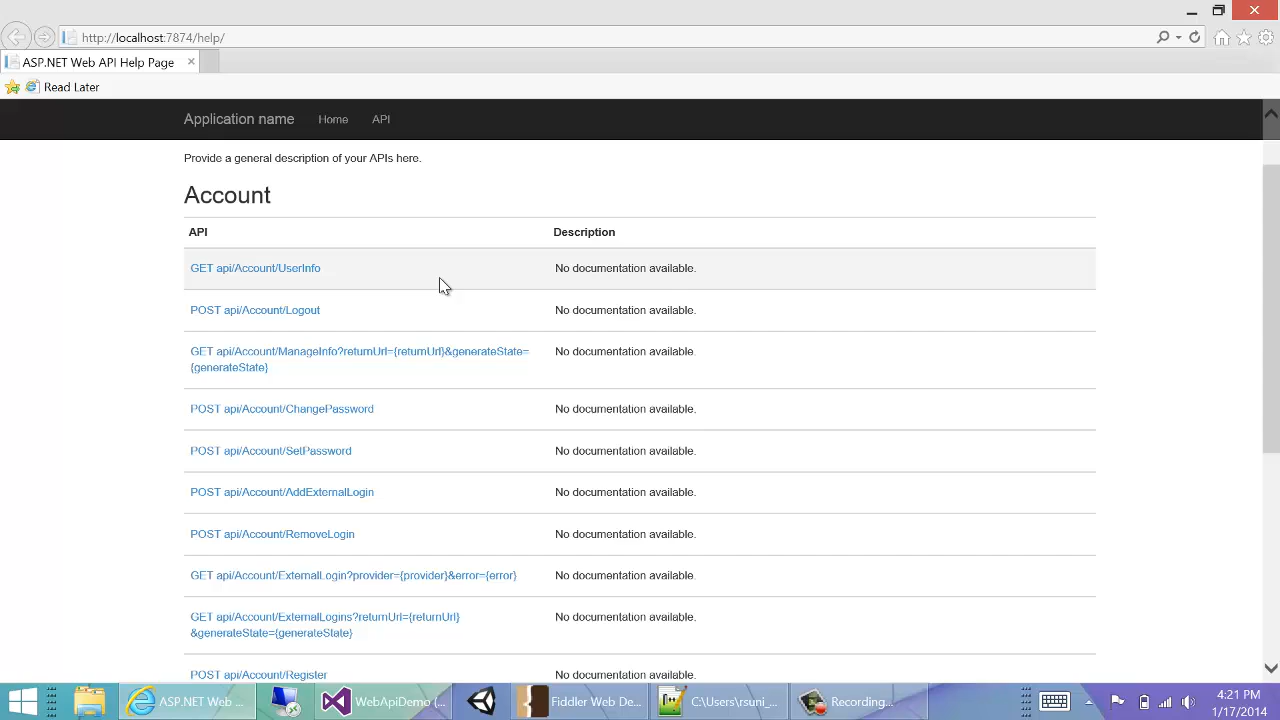 http://localhost:7874/help/
ASP.NET Web API Help Page
Read Later
Application name Home API
Provide a general description of your APIs here.
Account
API Description
GET api/Account/UserInfo No documentation available.
POST api/Account/Logout No documentation available.
GET api/Account/ManageInfo?returnUrl={returnUrl}&generateState= No documentation available.
{generateState}
POST api/Account/ChangePassword No documentation available.
POST api/Account/SetPassword No documentation available.
POST api/Account/AddExternalLogin No documentation available.
POST api/Account/RemoveLogin No documentation available.
GET api/Account/ExternalLogin?provider={provider}&error={error} No documentation available.
GET api/Account/ExternalLogins?returnUrl={returnUrl} No documentation available.
&generateState={generateState}
POST api/Account/Register No documentation available.
ASP.NET Web ... WebApiDemo (... Fiddler Web De... C:\Users\rsuni_... Recording...
4:21 PM
1/17/2014